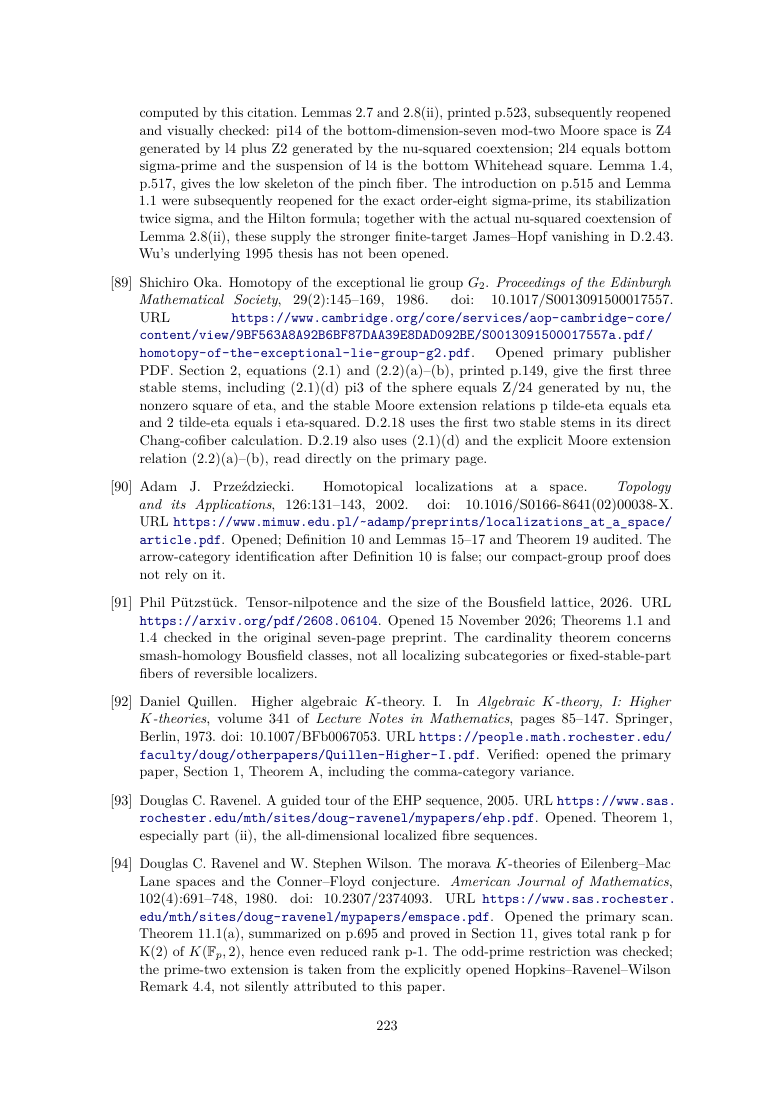 computed by this citation. Lemmas 2.7 and 2.8(ii), printed p.523, subsequently reopened
and visually checked: pi14 of the bottom-dimension-seven mod-two Moore space is Z4
generated by l4 plus Z2 generated by the nu-squared coextension; 2l4 equals bottom
sigma-prime and the suspension of l4 is the bottom Whitehead square. Lemma 1.4,
p.517, gives the low skeleton of the pinch fiber. The introduction on p.515 and Lemma
1.1 were subsequently reopened for the exact order-eight sigma-prime, its stabilization
twice sigma, and the Hilton formula; together with the actual nu-squared coextension of
Lemma 2.8(ii), these supply the stronger finite-target James–Hopf vanishing in D.2.43.
Wu's underlying 1995 thesis has not been opened.
[89] Shichiro Oka. Homotopy of the exceptional lie group G2. Proceedings of the Edinburgh
Mathematical Society, 29(2):145–169, 1986. doi: 10.1017/S0013091500017557.
URL https://www.cambridge.org/core/services/aop-cambridge-core/
content/view/9BF563A8A92B6BF87DAA39E8DAD092BE/S0013091500017557a.pdf/
homotopy-of-the-exceptional-lie-group-g2.pdf. Opened primary publisher
PDF. Section 2, equations (2.1) and (2.2)(a)–(b), printed p.149, give the first three
stable stems, including (2.1)(d) pi3 of the sphere equals Z/24 generated by nu, the
nonzero square of eta, and the stable Moore extension relations p tilde-eta equals eta
and 2 tilde-eta equals i eta-squared. D.2.18 uses the first two stable stems in its direct
Chang-cofiber calculation. D.2.19 also uses (2.1)(d) and the explicit Moore extension
relation (2.2)(a)–(b), read directly on the primary page.
[90] Adam J. Przeździecki. Homotopical localizations at a space. Topology
and its Applications, 126:131–143, 2002. doi: 10.1016/S0166-8641(02)00038-X.
URL https://www.mimuw.edu.pl/~adamp/preprints/localizations_at_a_space/
article.pdf. Opened; Definition 10 and Lemmas 15–17 and Theorem 19 audited. The
arrow-category identification after Definition 10 is false; our compact-group proof does
not rely on it.
[91] Phil Pützstück. Tensor-nilpotence and the size of the Bousfield lattice, 2026. URL
https://arxiv.org/pdf/2608.06104. Opened 15 November 2026; Theorems 1.1 and
1.4 checked in the original seven-page preprint. The cardinality theorem concerns
smash-homology Bousfield classes, not all localizing subcategories or fixed-stable-part
fibers of reversible localizers.
[92] Daniel Quillen. Higher algebraic K-theory. I. In Algebraic K-theory, I: Higher
K-theories, volume 341 of Lecture Notes in Mathematics, pages 85–147. Springer,
Berlin, 1973. doi: 10.1007/BFb0067053. URL https://people.math.rochester.edu/
faculty/doug/otherpapers/Quillen-Higher-I.pdf. Verified: opened the primary
paper, Section 1, Theorem A, including the comma-category variance.
[93] Douglas C. Ravenel. A guided tour of the EHP sequence, 2005. URL https://www.sas.
rochester.edu/mth/sites/doug-ravenel/mypapers/ehp.pdf. Opened. Theorem 1,
especially part (ii), the all-dimensional localized fibre sequences.
[94] Douglas C. Ravenel and W. Stephen Wilson. The morava K-theories of Eilenberg–Mac
Lane spaces and the Conner–Floyd conjecture. American Journal of Mathematics,
102(4):691–748, 1980. doi: 10.2307/2374093. URL https://www.sas.rochester.
edu/mth/sites/doug-ravenel/mypapers/emspace.pdf. Opened the primary scan.
Theorem 11.1(a), summarized on p.695 and proved in Section 11, gives total rank p for
K(2) of K(𝔽p, 2), hence even reduced rank p-1. The odd-prime restriction was checked;
the prime-two extension is taken from the explicitly opened Hopkins–Ravenel–Wilson
Remark 4.4, not silently attributed to this paper.
223